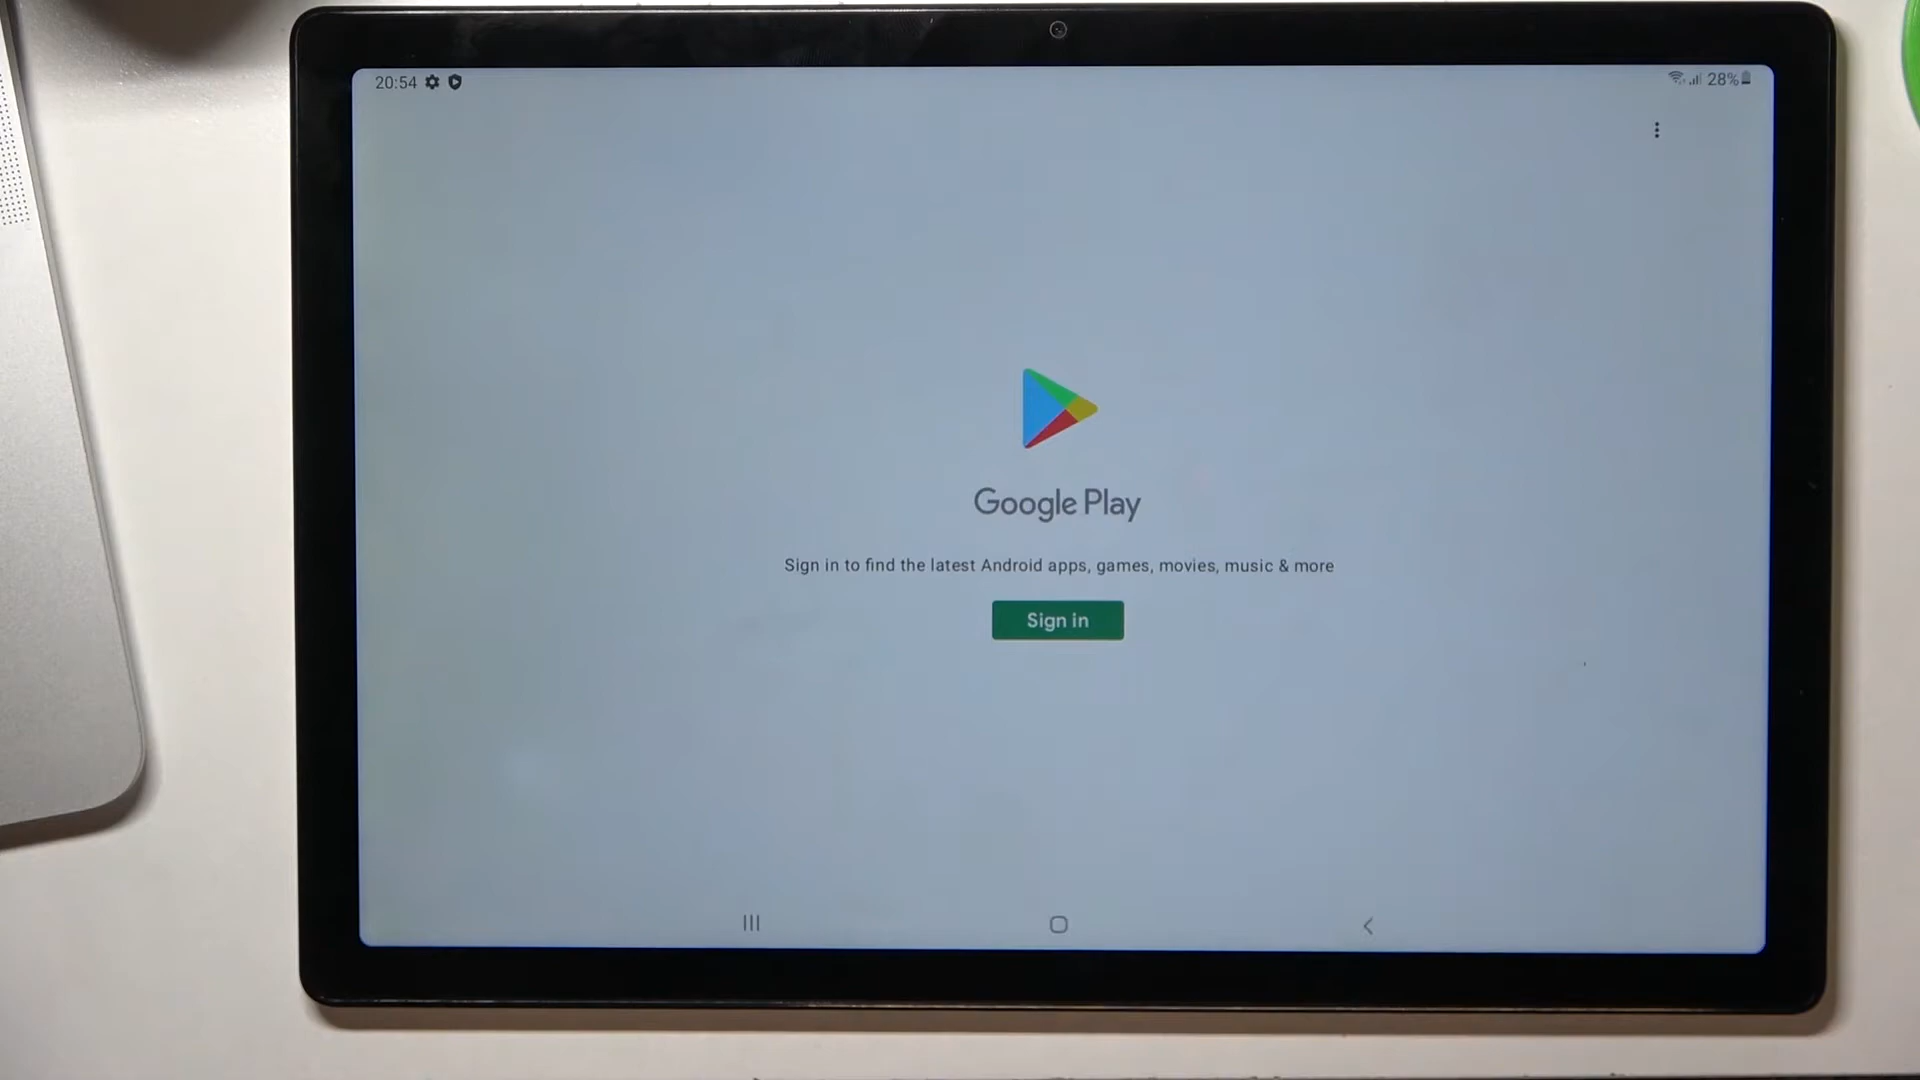 20:54
28%
Google Play
Sign in to find the latest Android apps, games, movies, music & more
Sign in